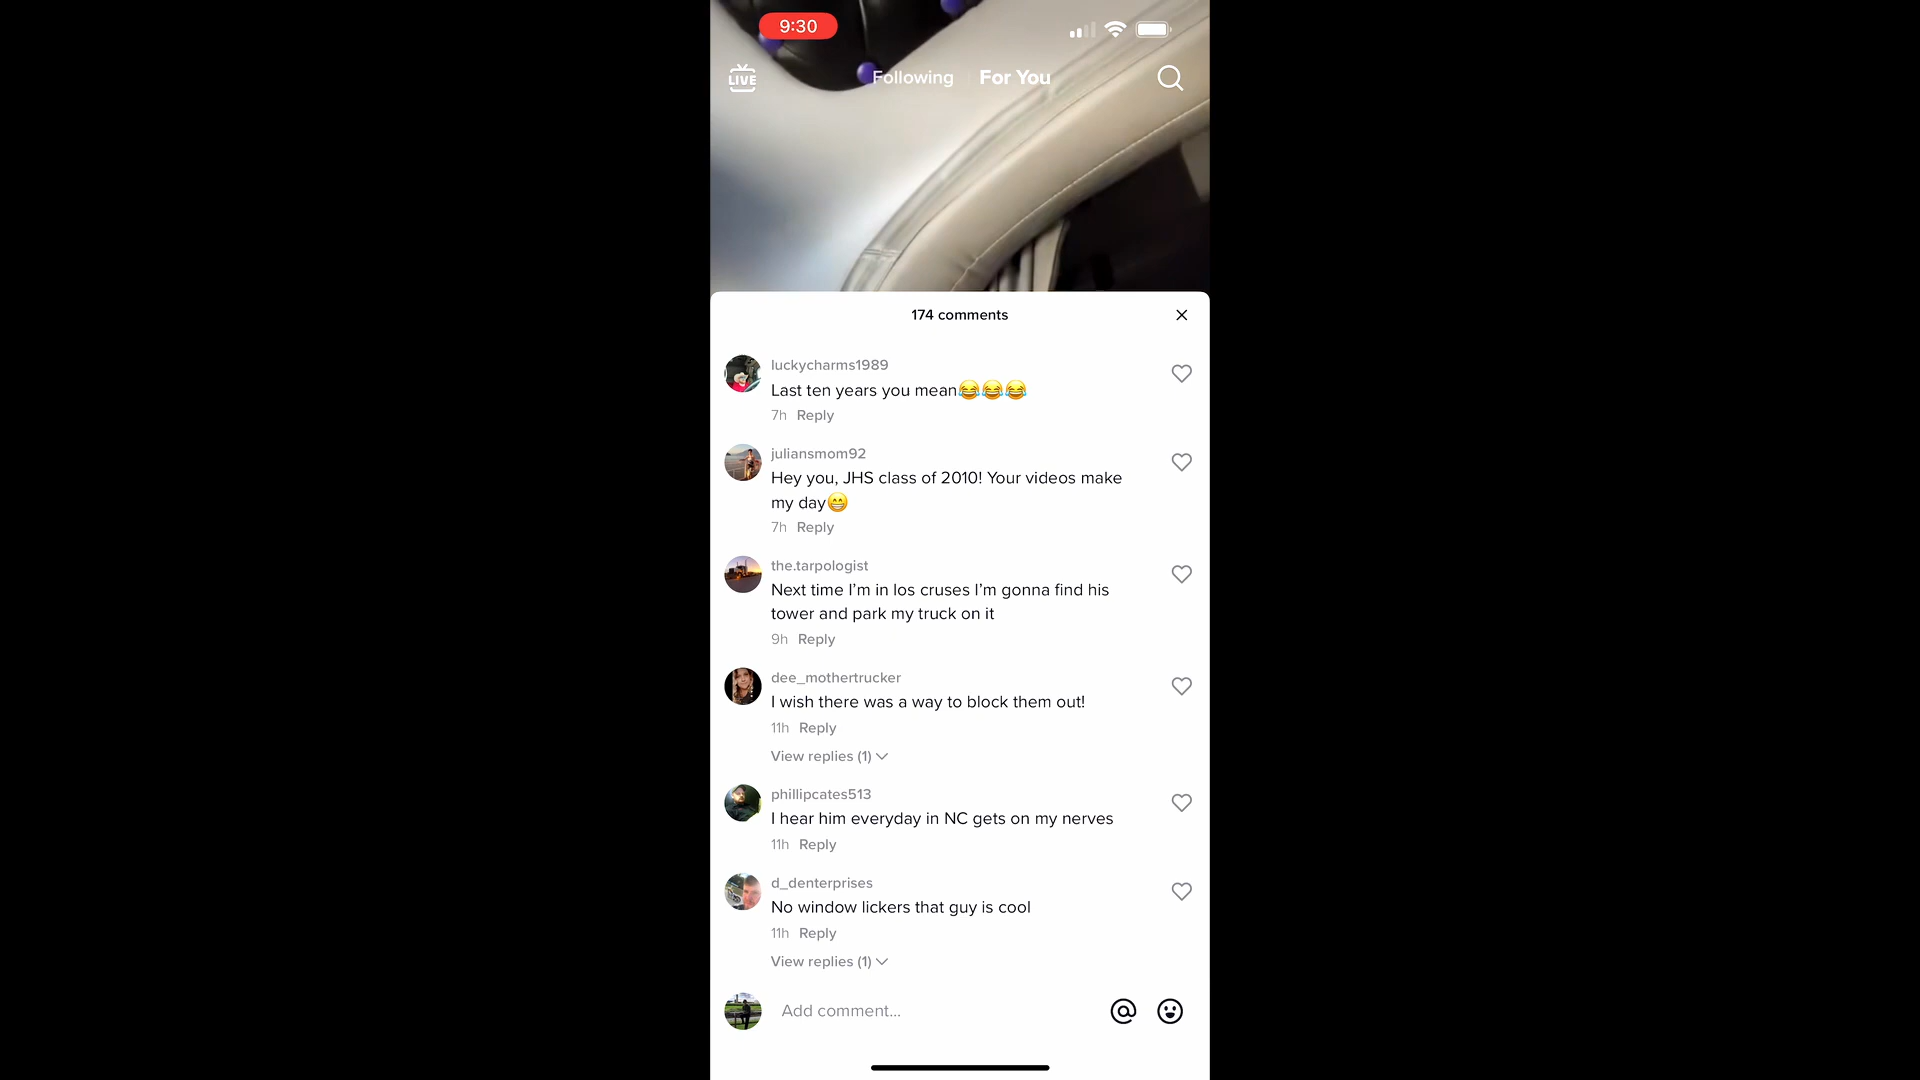 9:30
LIVE
Following
For You
174 comments
luckycharms1989
Last ten years you mean😂😂😂
7h Reply
juliansmom92
Hey you, JHS class of 2010! Your videos make
my day😁
7h Reply
the.tarpologist
Next time I'm in los cruses I'm gonna find his
tower and park my truck on it
9h Reply
dee_mothertrucker
I wish there was a way to block them out!
11h Reply
View replies (1)
phillipcates513
I hear him everyday in NC gets on my nerves
11h Reply
d_denterprises
No window lickers that guy is cool
11h Reply
View replies (1)
Add comment...
@